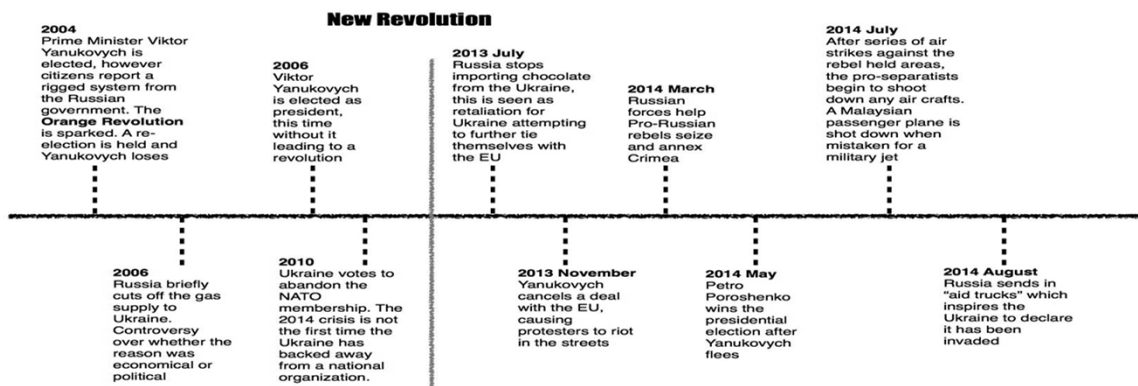 New Revolution
2004
Prime Minister Viktor
Yanukovych is
elected, however
citizens report a
rigged system from
the Russian
government. The
Orange Revolution
is sparked. A re-
election is held and
Yanukovych loses
2006
Viktor
Yanukovych
is elected as
president,
this time
without it
leading to a
revolution
2013 July
Russia stops
importing chocolate
from the Ukraine,
this is seen as
retaliation for
Ukraine attempting
to further tie
themselves with
the EU
2014 March
Russian
forces help
Pro-Russian
rebels seize
and annex
Crimea
2014 July
After series of air
strikes against the
rebel held areas,
the pro-separatists
begin to shoot
down any air crafts.
A Malaysian
passenger plane is
shot down when
mistaken for a
military jet
2006
Russia briefly
cuts off the gas
supply to
Ukraine.
Controversy
over whether the
reason was
economical or
political
2010
Ukraine votes to
abandon the
NATO
membership. The
2014 crisis is not
the first time the
Ukraine has
backed away
from a national
organization.
2013 November
Yanukovych
cancels a deal
with the EU,
causing
protesters to riot
in the streets
2014 May
Petro
Poroshenko
wins the
presidential
election after
Yanukovych
flees
2014 August
Russia sends in
"aid trucks" which
inspires the
Ukraine to declare
it has been
invaded